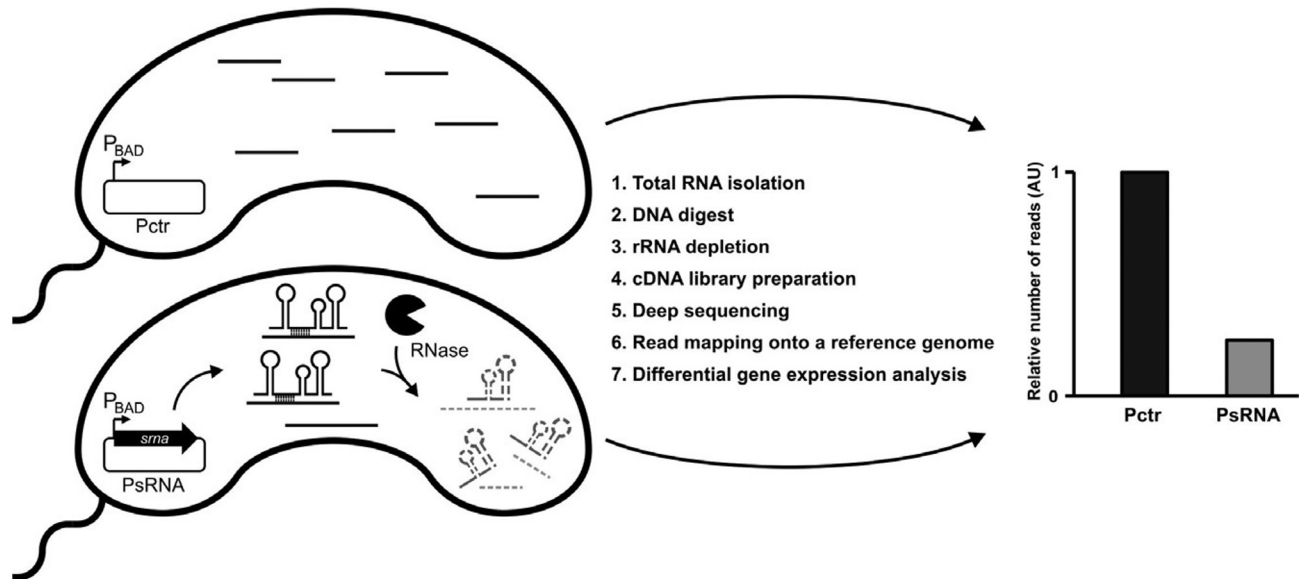 P_BAD
Pctr
P_BAD
srna
PsRNA
RNase
1. Total RNA isolation
2. DNA digest
3. rRNA depletion
4. cDNA library preparation
5. Deep sequencing
6. Read mapping onto a reference genome
7. Differential gene expression analysis
Relative number of reads (AU)
1
0
Pctr
PsRNA